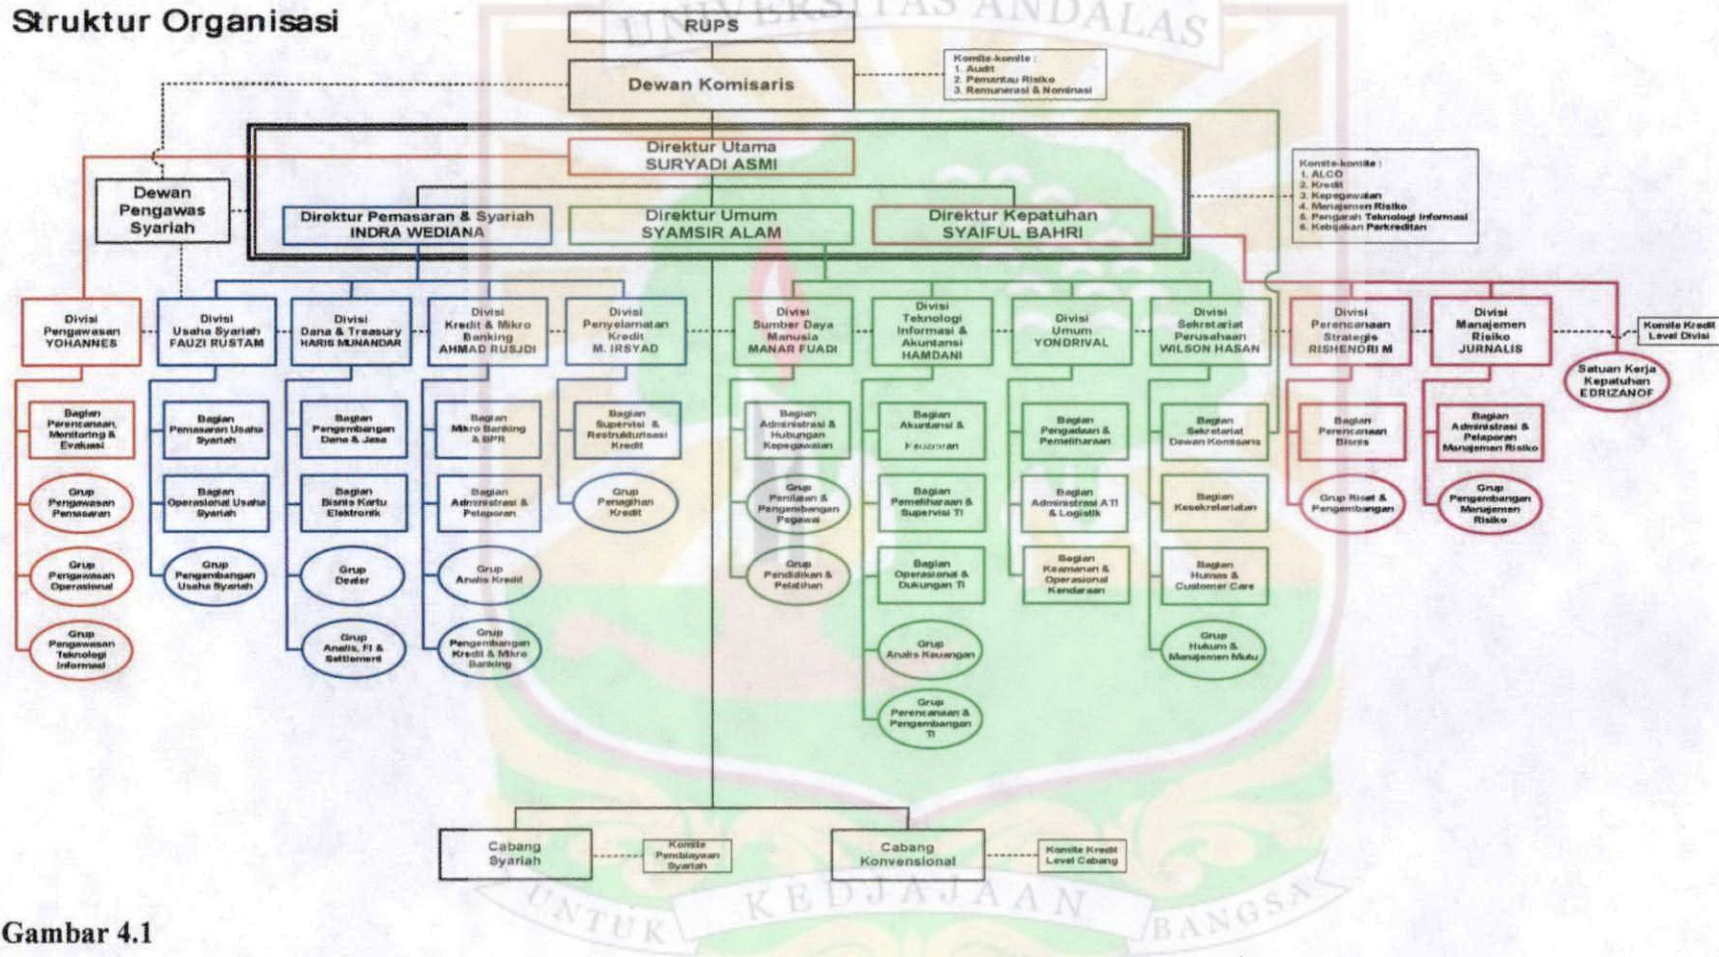 Struktur Organisasi
UNIVERSITAS ANDALAS
RUPS
Dewan Komisaris
Komite-komite :
1. Audit
2. Pemantau Risiko
3. Remunerasi & Nominasi
Direktur Utama
SURYADI ASMI
Komite-komite :
1. ALCO
2. Kredit
3. Kepegawaian
4. Manajemen Risiko
5. Pengarah Teknologi Informasi
6. Kebijakan Perkreditan
Dewan
Pengawas
Syariah
Direktur Pemasaran & Syariah
INDRA WEDIANA
Direktur Umum
SYAMSIR ALAM
Direktur Kepatuhan
SYAIFUL BAHRI
Divisi
Pengawasan
YOHANNES
Divisi
Usaha Syariah
FAUZI RUSTAM
Divisi
Dana & Treasury
HARIS MUNANDAR
Divisi
Kredit & Mikro
Banking
AHMAD RUSJDI
Divisi
Penyelamatan
Kredit
M. IRSYAD
Divisi
Sumber Daya
Manusia
MANAR FUADI
Divisi
Teknologi
Informasi &
Akuntansi
HAMDANI
Divisi
Umum
YONDRIVAL
Divisi
Sekretariat
Perusahaan
WILSON HASAN
Divisi
Perencanaan
Strategis
RISHENDRI M
Divisi
Manajemen
Risiko
JURNALIS
Komite Kredit
Level Divisi
Satuan Kerja
Kepatuhan
EDRIZANOF
Bagian
Perencanaan,
Monitoring &
Evaluasi
Grup
Pengawasan
Pemasaran
Grup
Pengawasan
Operasional
Grup
Pengawasan
Teknologi
Informasi
Bagian
Pemasaran Usaha
Syariah
Bagian
Operasional Usaha
Syariah
Grup
Pengembangan
Usaha Syariah
Bagian
Pengembangan
Dana & Jasa
Bagian
Bisnis Kartu
Elektronik
Grup
Dealer
Grup
Analis, FI &
Settlement
Bagian
Mikro Banking
& BPR
Bagian
Administrasi &
Pelaporan
Grup
Analis Kredit
Grup
Pengembangan
Kredit & Mikro
Banking
Bagian
Supervisi &
Restrukturisasi
Kredit
Grup
Penagihan
Kredit
Bagian
Administrasi &
Hubungan
Kepegawaian
Grup
Penilaian &
Pengembangan
Pegawai
Grup
Pendidikan &
Pelatihan
Bagian
Akuntansi &
Bagian
Pemeliharaan &
Supervisi TI
Bagian
Operasional &
Dukungan TI
Grup
Analis Keuangan
Grup
Perencanaan &
Pengembangan
TI
Bagian
Pengadaan &
Pemeliharaan
Bagian
Administrasi ATI
& Logistik
Bagian
Keamanan &
Operasional
Kendaraan
Bagian
Sekretariat
Dewan Komisaris
Bagian
Kesekretariatan
Bagian
Humas &
Customer Care
Grup
Hukum &
Manajemen Mutu
Bagian
Perencanaan
Bisnis
Grup Riset &
Pengembangan
Bagian
Administrasi &
Pelaporan
Manajemen Risiko
Grup
Pengembangan
Manajemen
Risiko
Cabang
Syariah
Komite
Pembiayaan
Syariah
Cabang
Konvensional
Komite Kredit
Level Cabang
UNTUK KEDJAJAAN BANGSA
Gambar 4.1